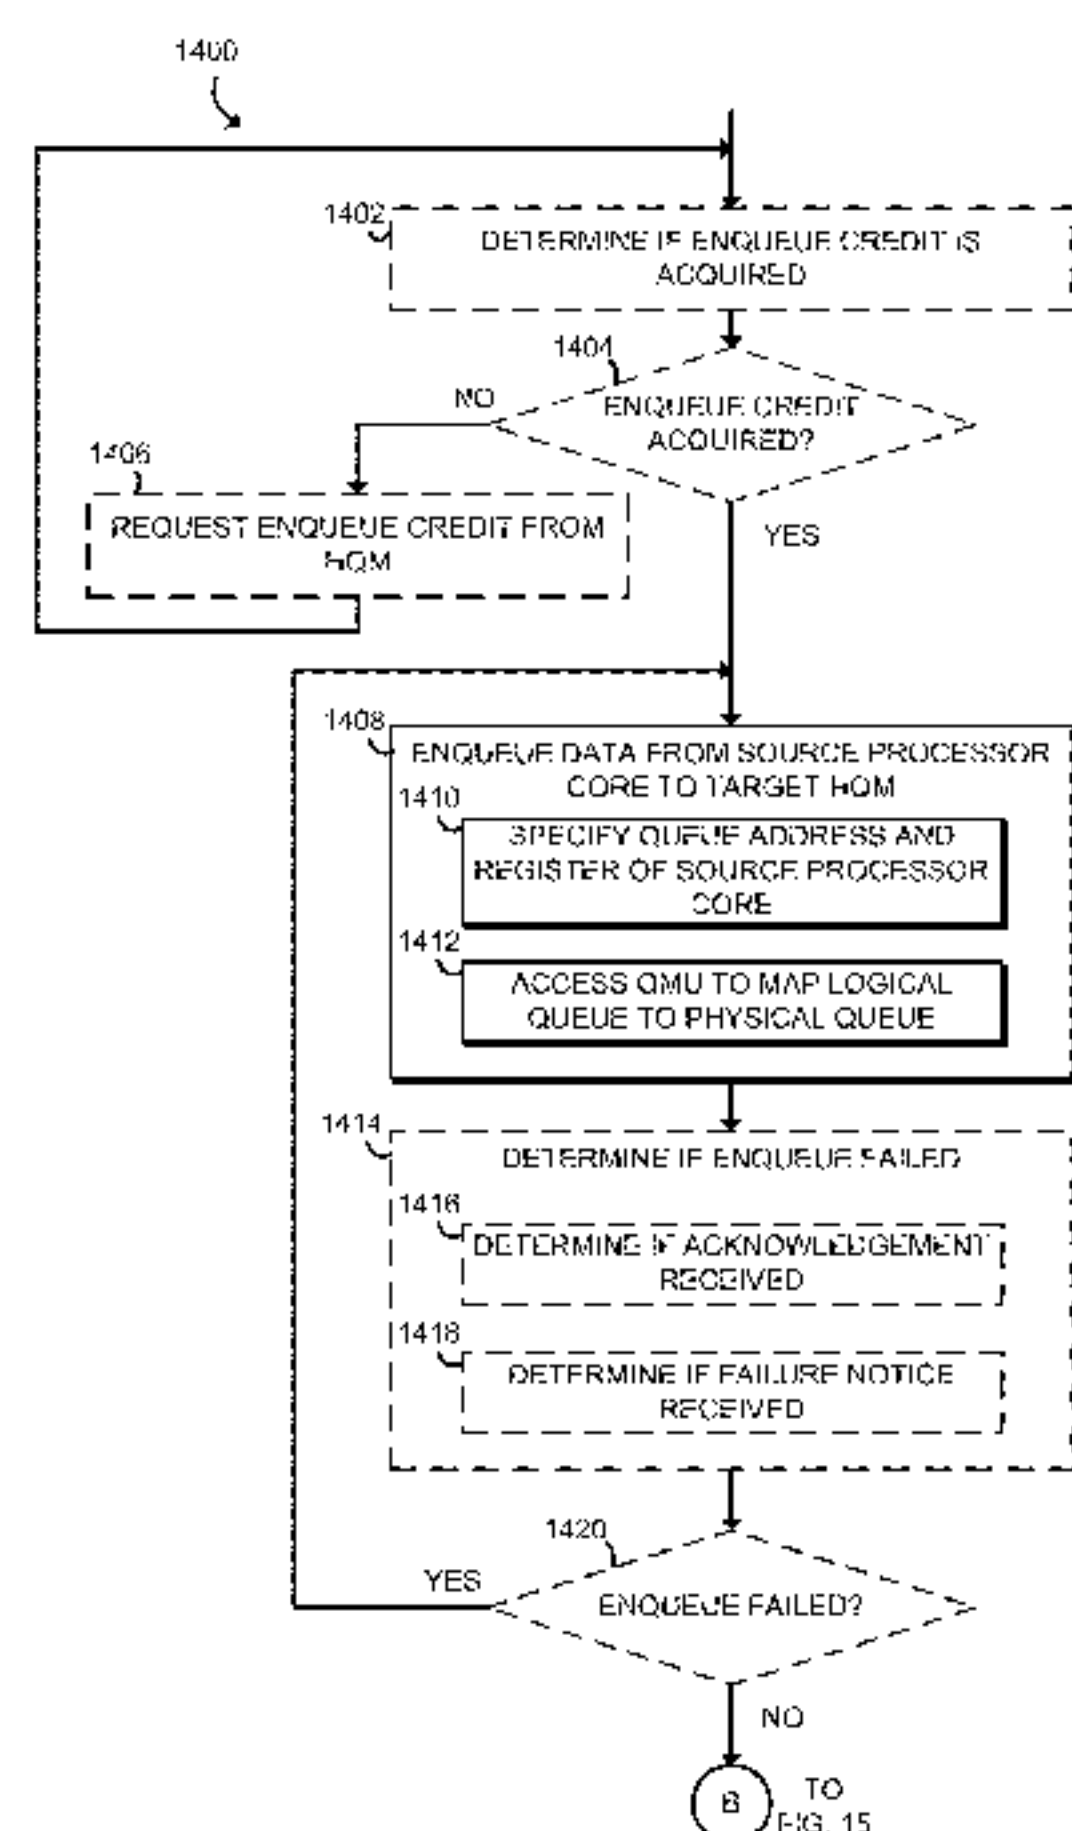 1400
1402
DETERMINE IF ENQUEUE CREDIT IS
ACQUIRED
1404
NO
ENQUEUE CREDIT
ACQUIRED?
1406
REQUEST ENQUEUE CREDIT FROM
HQM
YES
1408
ENQUEUE DATA FROM SOURCE PROCESSOR
CORE TO TARGET HQM
1410
SPECIFY QUEUE ADDRESS AND
REGISTER OF SOURCE PROCESSOR
CORE
1412
ACCESS QMU TO MAP LOGICAL
QUEUE TO PHYSICAL QUEUE
1414
DETERMINE IF ENQUEUE FAILED
1416
DETERMINE IF ACKNOWLEDGEMENT
RECEIVED
1418
DETERMINE IF FAILURE NOTICE
RECEIVED
1420
YES
ENQUEUE FAILED?
NO
B
TO
FIG. 15